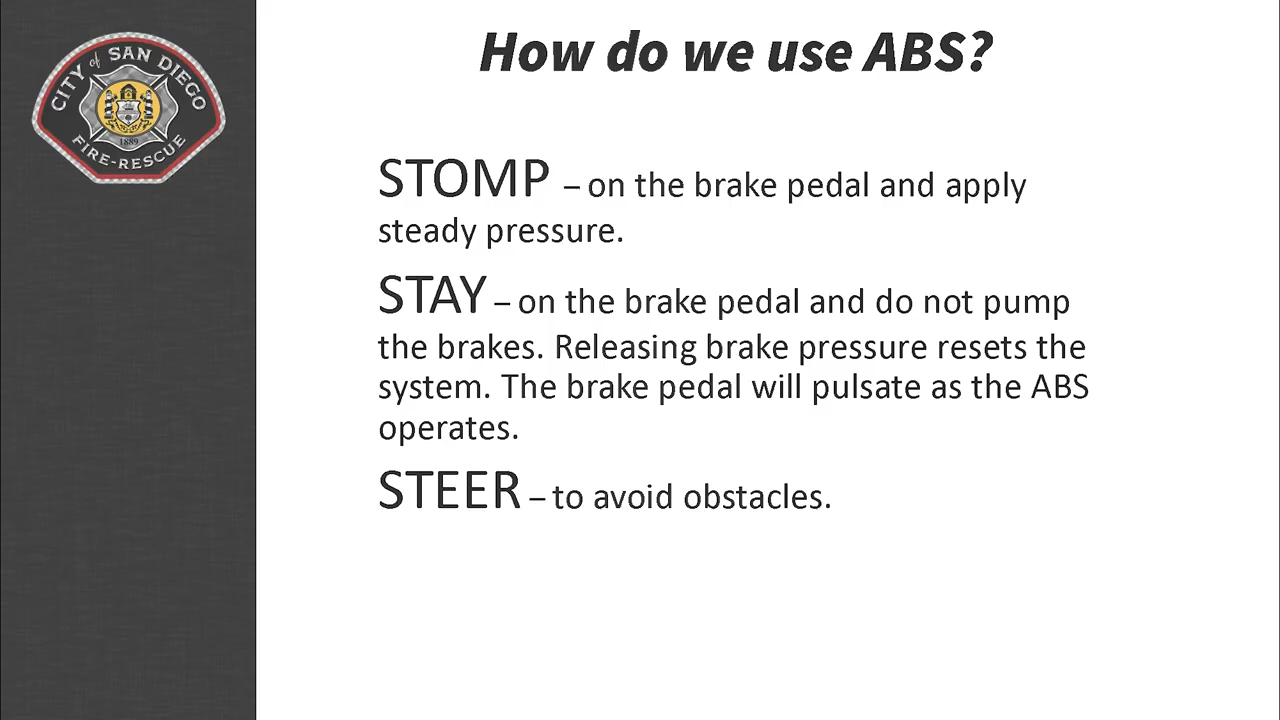 CITY of SAN DIEGO
1889
FIRE-RESCUE
How do we use ABS?
STOMP – on the brake pedal and apply
steady pressure.
STAY – on the brake pedal and do not pump
the brakes. Releasing brake pressure resets the
system. The brake pedal will pulsate as the ABS
operates.
STEER – to avoid obstacles.